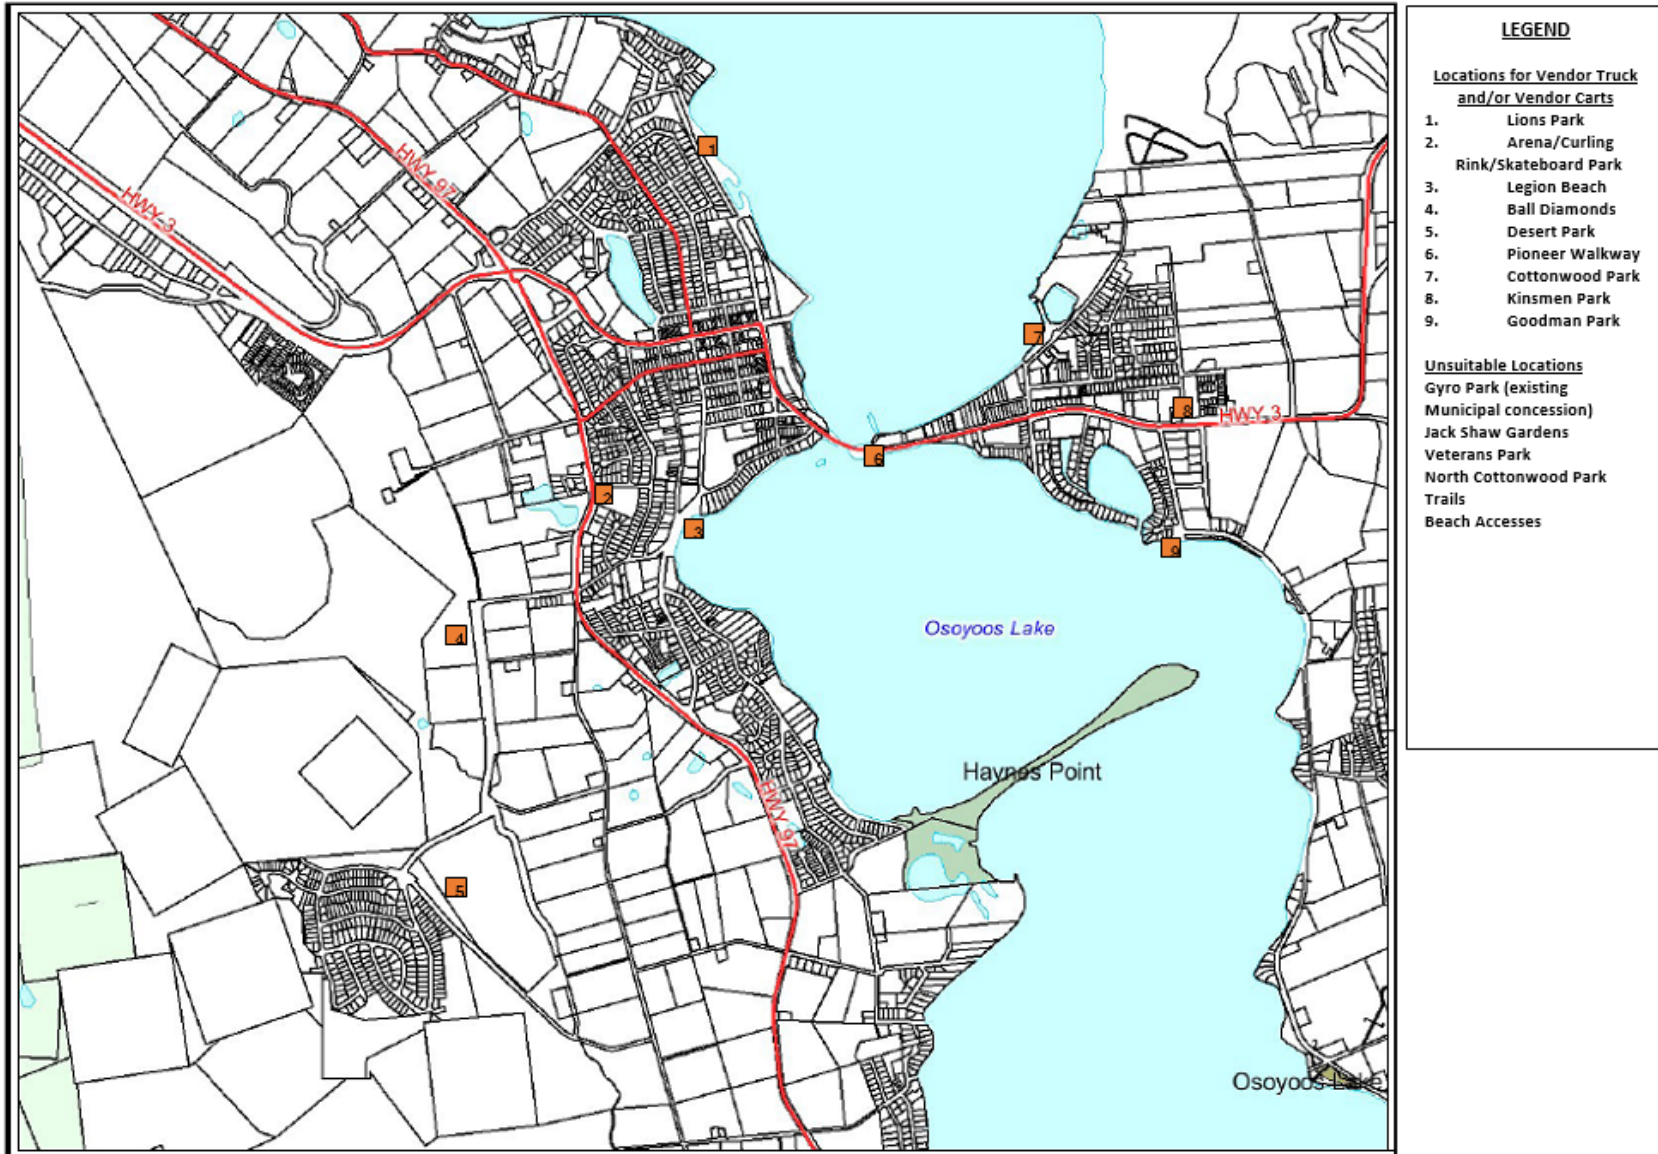 LEGEND
Locations for Vendor Truck
and/or Vendor Carts
1. Lions Park
2. Arena/Curling
Rink/Skateboard Park
3. Legion Beach
4. Ball Diamonds
5. Desert Park
6. Pioneer Walkway
7. Cottonwood Park
8. Kinsmen Park
9. Goodman Park
Unsuitable Locations
Gyro Park (existing
Municipal concession)
Jack Shaw Gardens
Veterans Park
North Cottonwood Park
Trails
Beach Accesses
1
HWY 97
HWY 3
7
8
HWY 3
6
2
3
9
Osoyoos Lake
4
Haynes Point
HWY 97
5
Osoyoos Lake